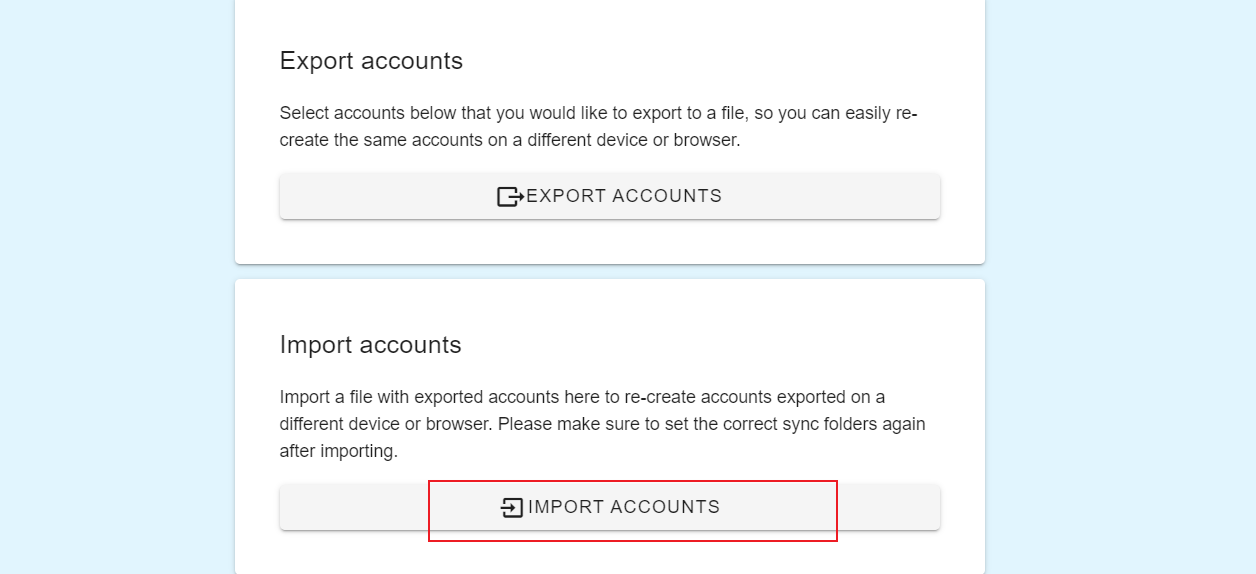 Export accounts
Select accounts below that you would like to export to a file, so you can easily re-
create the same accounts on a different device or browser.
EXPORT ACCOUNTS
Import accounts
Import a file with exported accounts here to re-create accounts exported on a
different device or browser. Please make sure to set the correct sync folders again
after importing.
IMPORT ACCOUNTS